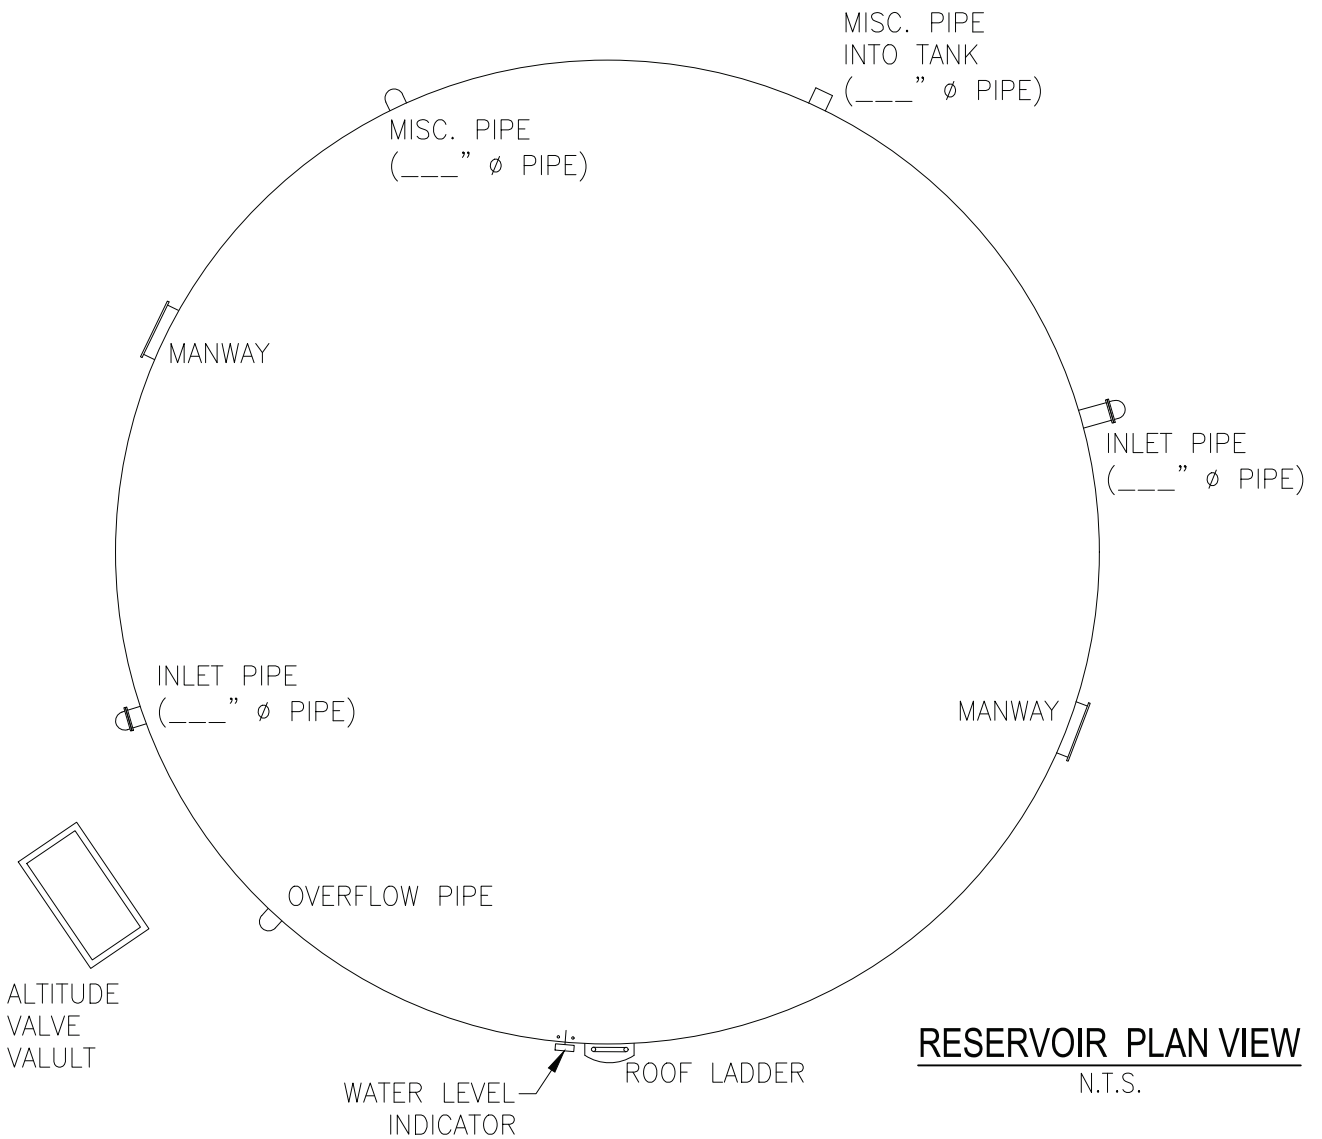 MISC. PIPE
INTO TANK
(___” ø PIPE)
MISC. PIPE
(___” ø PIPE)
MANWAY
INLET PIPE
(___” ø PIPE)
INLET PIPE
(___” ø PIPE)
MANWAY
OVERFLOW PIPE
ALTITUDE
VALVE
VALULT
WATER LEVEL
INDICATOR
ROOF LADDER
RESERVOIR PLAN VIEW
N.T.S.